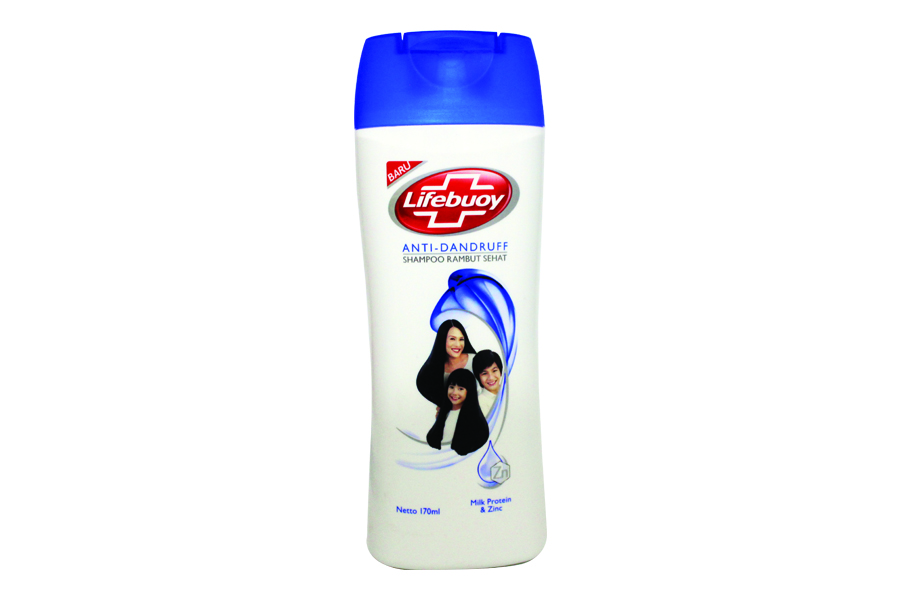 BARU
Lifebuoy
ANTI-DANDRUFF
SHAMPOO RAMBUT SEHAT
Zn
Netto 170ml
Milk Protein
& Zinc